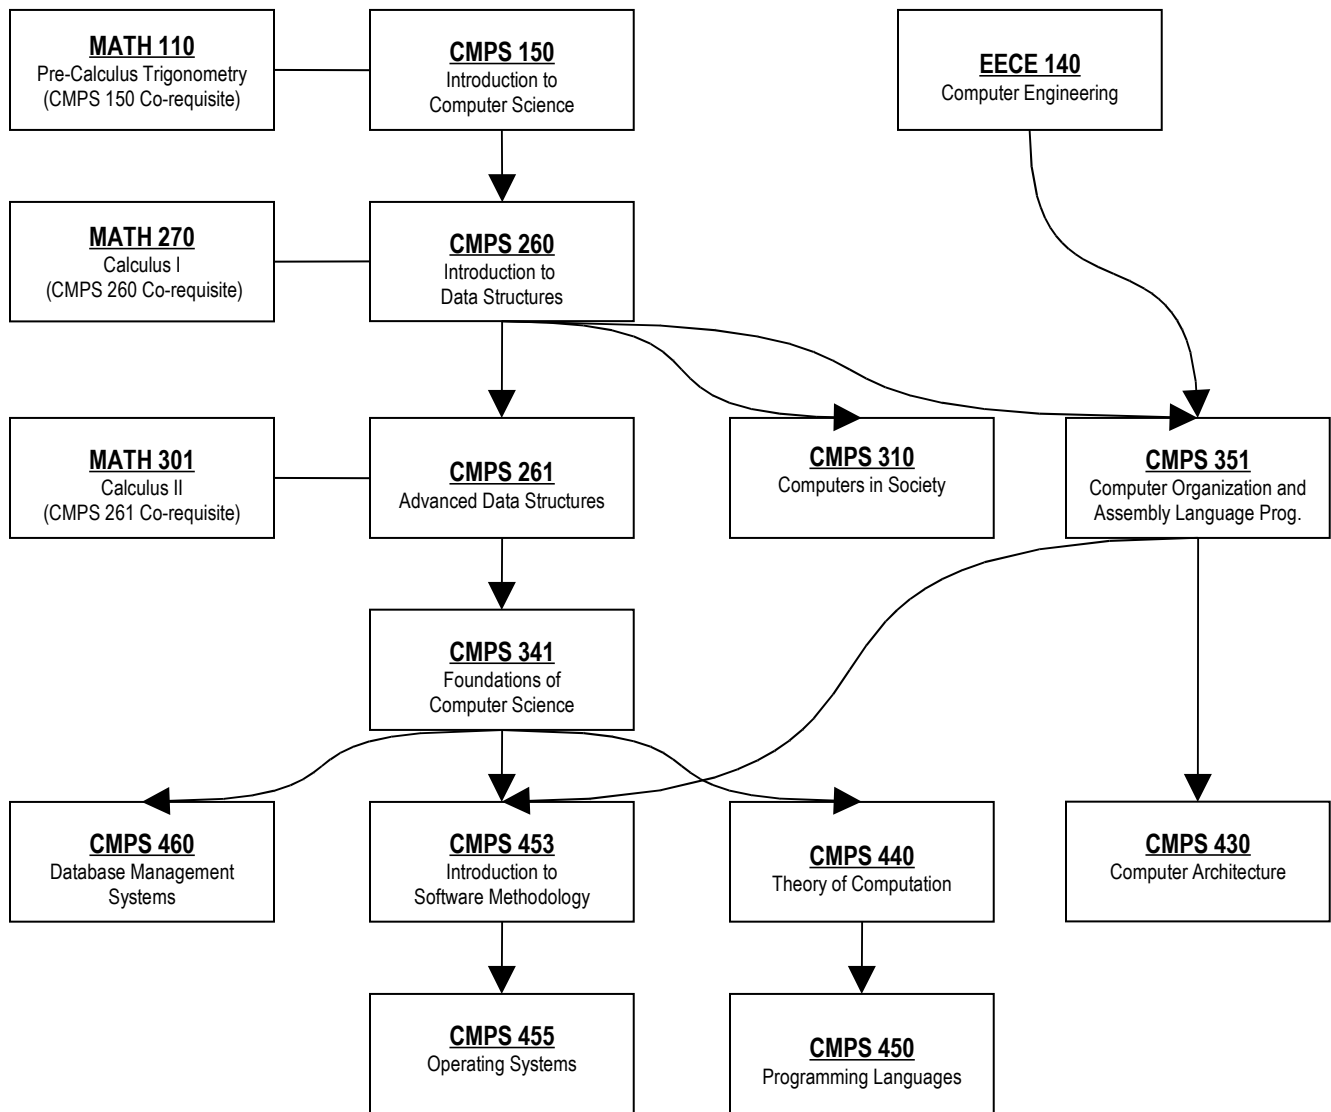 MATH 110
Pre-Calculus Trigonometry
(CMPS 150 Co-requisite)
CMPS 150
Introduction to
Computer Science
EECE 140
Computer Engineering
MATH 270
Calculus I
(CMPS 260 Co-requisite)
CMPS 260
Introduction to
Data Structures
MATH 301
Calculus II
(CMPS 261 Co-requisite)
CMPS 261
Advanced Data Structures
CMPS 310
Computers in Society
CMPS 351
Computer Organization and
Assembly Language Prog.
CMPS 341
Foundations of
Computer Science
CMPS 460
Database Management
Systems
CMPS 453
Introduction to
Software Methodology
CMPS 440
Theory of Computation
CMPS 430
Computer Architecture
CMPS 455
Operating Systems
CMPS 450
Programming Languages